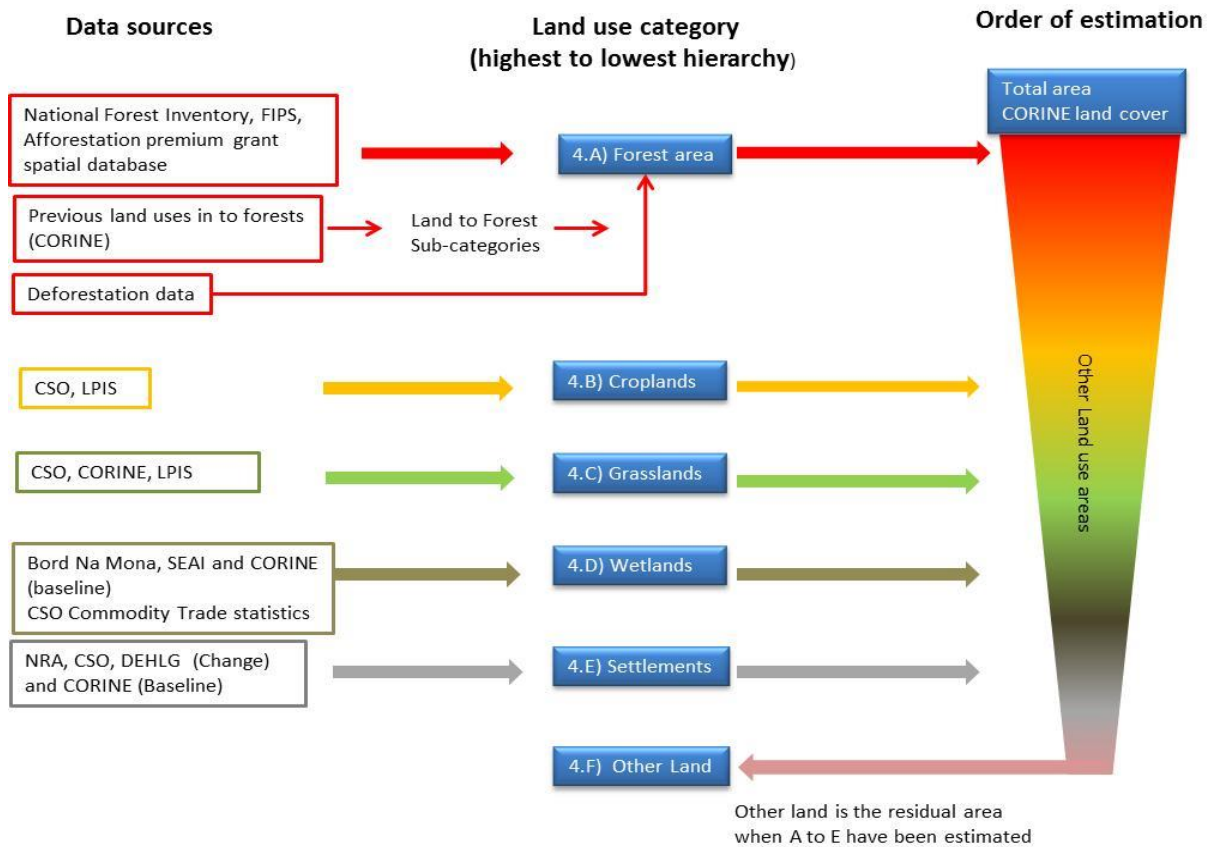 Data sources
Land use category
(highest to lowest hierarchy)
Order of estimation
Total area
CORINE land cover
National Forest Inventory, FIPS,
Afforestation premium grant
spatial database
4.A) Forest area
Previous land uses in to forests
(CORINE)
Land to Forest
Sub-categories
Deforestation data
Other Land use areas
CSO, LPIS
4.B) Croplands
CSO, CORINE, LPIS
4.C) Grasslands
Bord Na Mona, SEAI and CORINE
(baseline)
CSO Commodity Trade statistics
4.D) Wetlands
NRA, CSO, DEHLG (Change)
and CORINE (Baseline)
4.E) Settlements
4.F) Other Land
Other land is the residual area
when A to E have been estimated